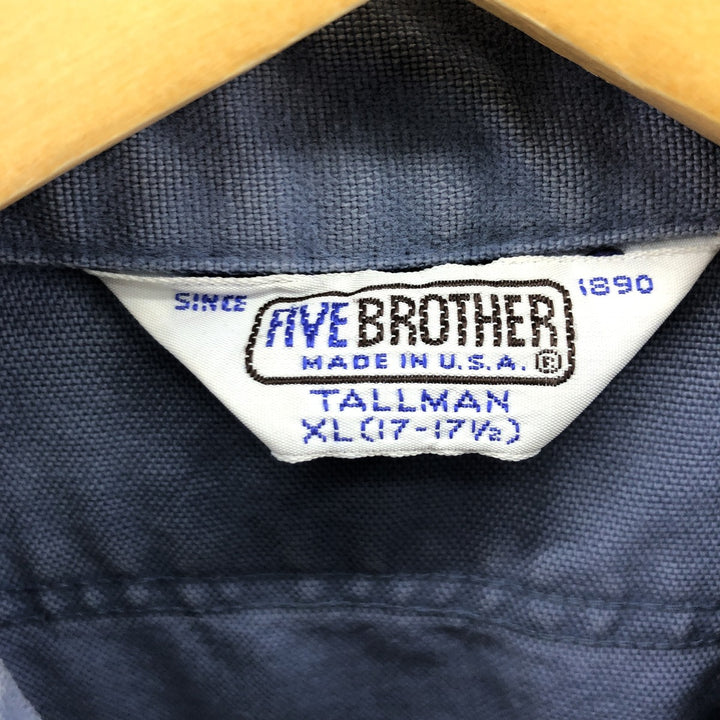 SINCE 1890
FIVE BROTHER
MADE IN U.S.A. ®
TALLMAN
XL (17-17½)